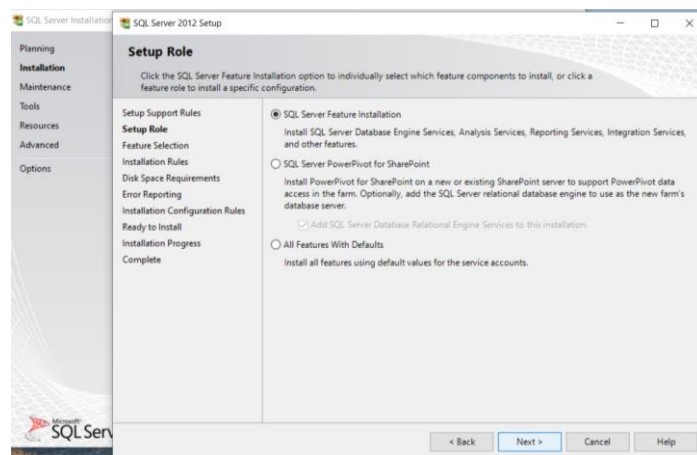 SQL Server Installation
Planning
Installation
Maintenance
Tools
Resources
Advanced
Options
Microsoft
SQL Serv
SQL Server 2012 Setup
Setup Role
Click the SQL Server Feature Installation option to individually select which feature components to install, or click a
feature role to install a specific configuration.
Setup Support Rules
Setup Role
Feature Selection
Installation Rules
Disk Space Requirements
Error Reporting
Installation Configuration Rules
Ready to Install
Installation Progress
Complete
SQL Server Feature Installation
Install SQL Server Database Engine Services, Analysis Services, Reporting Services, Integration Services,
and other features.
SQL Server PowerPivot for SharePoint
Install PowerPivot for SharePoint on a new or existing SharePoint server to support PowerPivot data
access in the farm. Optionally, add the SQL Server relational database engine to use as the new farm's
database server.
Add SQL Server Database Relational Engine Services to this installation.
All Features With Defaults
Install all features using default values for the service accounts.
< Back
Next >
Cancel
Help